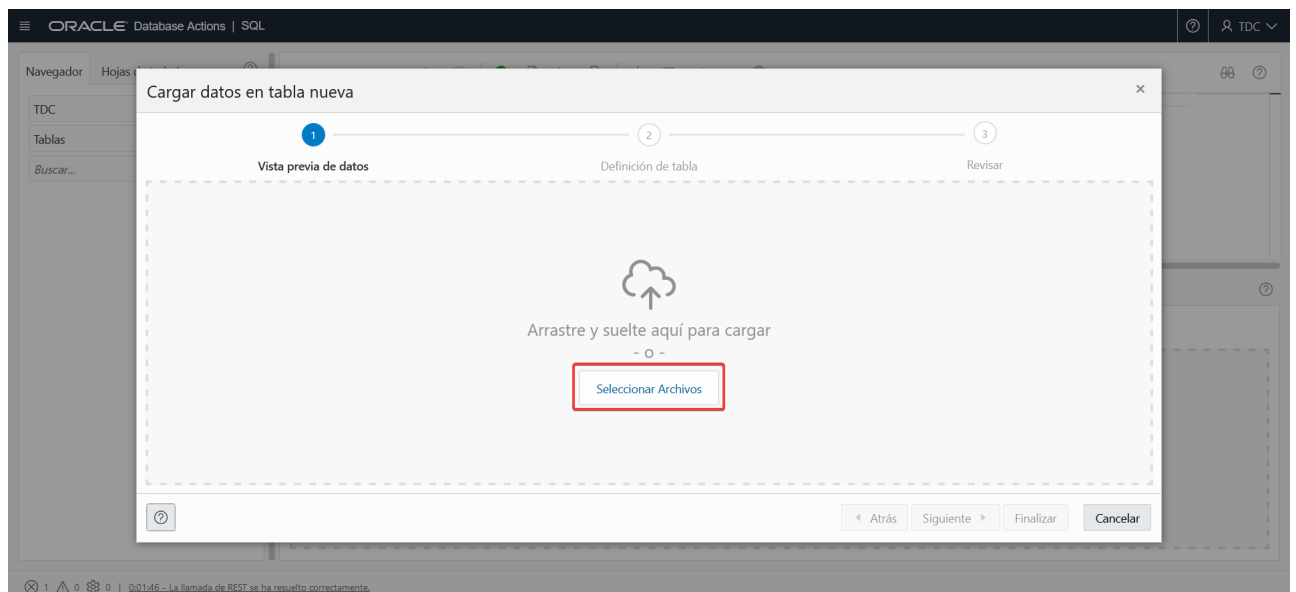 ORACLE Database Actions | SQL
TDC
Navegador Hojas
TDC
Tablas
Buscar...
Cargar datos en tabla nueva
1
2
3
Vista previa de datos
Definición de tabla
Revisar
Arrastre y suelte aquí para cargar
- o -
Seleccionar Archivos
Atrás
Siguiente
Finalizar
Cancelar
1 0 0 | 0:01:46 - La llamada de REST se ha resuelto correctamente.